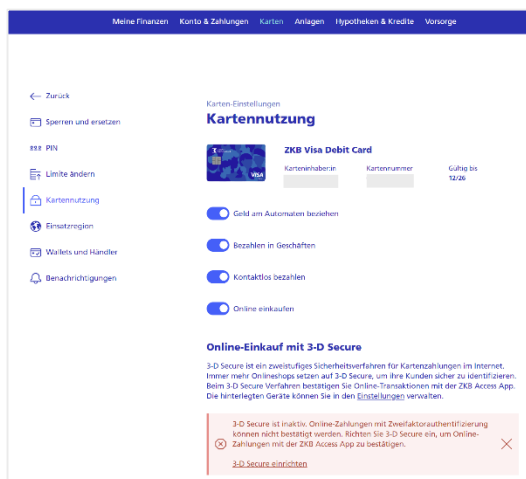 Meine Finanzen Konto & Zahlungen Karten Anlagen Hypotheken & Kredite Vorsorge
Zurück
Sperren und ersetzen
PIN
Limite ändern
Kartennutzung
Einsatzregion
Wallets und Händler
Benachrichtigungen
Karten-Einstellungen
Kartennutzung
VISA
ZKB Visa Debit Card
Karteninhaber:in Kartennummer Gültig bis
12/26
Geld am Automaten beziehen
Bezahlen in Geschäften
Kontaktlos bezahlen
Online einkaufen
Online-Einkauf mit 3-D Secure
3-D Secure ist ein zweistufiges Sicherheitsverfahren für Kartenzahlungen im Internet.
Immer mehr Onlineshops setzen auf 3-D Secure, um ihre Kunden sicher zu identifizieren.
Beim 3-D Secure Verfahren bestätigen Sie Online-Transaktionen mit der ZKB Access App.
Die hinterlegten Geräte können Sie in den Einstellungen verwalten.
3-D Secure ist inaktiv. Online-Zahlungen mit Zweifaktorauthentifizierung
können nicht bestätigt werden. Richten Sie 3-D Secure ein, um Online-
Zahlungen mit der ZKB Access App zu bestätigen.
3-D Secure einrichten